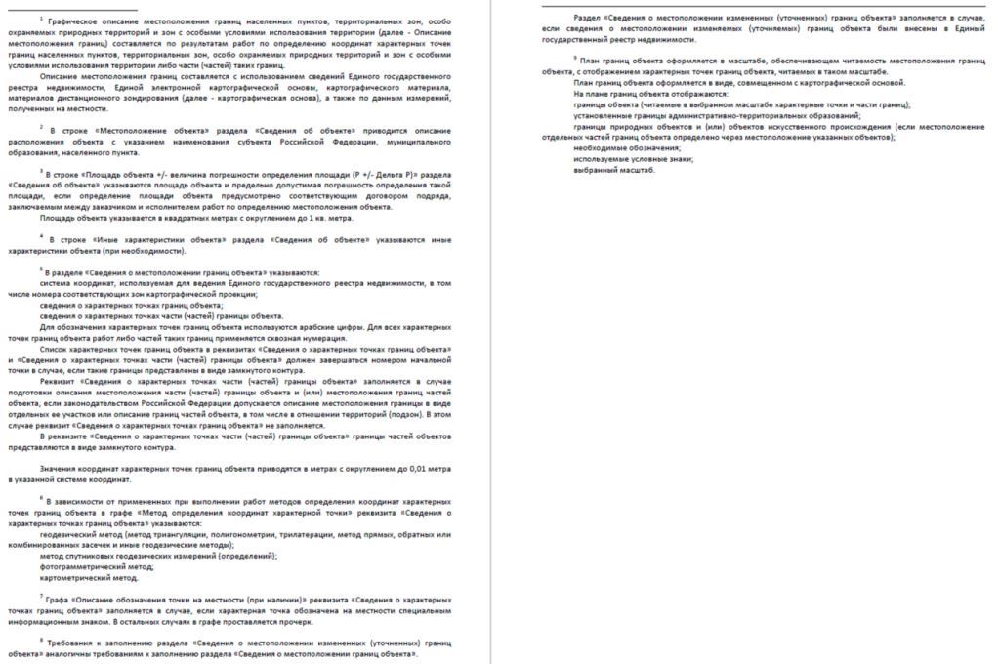 ¹ Графическое описание местоположения границ населенных пунктов, территориальных зон, особо
охраняемых природных территорий и зон с особыми условиями использования территории (далее - Описание
местоположения границ) составляется по результатам работ по определению координат характерных точек
границ населенных пунктов, территориальных зон, особо охраняемых природных территорий и зон с особыми
условиями использования территории либо части (частей) таких границ.
Описание местоположения границ составляется с использованием сведений Единого государственного
реестра недвижимости, Единой электронной картографической основы, картографического материала,
материалов дистанционного зондирования (далее - картографическая основа), а также по данным измерений,
полученных на местности.
² В строке «Местоположение объекта» раздела «Сведения об объекте» приводится описание
расположения объекта с указанием наименования субъекта Российской Федерации, муниципального
образования, населенного пункта.
³ В строке «Площадь объекта +/- величина погрешности определения площади (P +/- Дельта P)» раздела
«Сведения об объекте» указываются площадь объекта и предельно допустимая погрешность определения такой
площади, если определение площади объекта предусмотрено соответствующим договором подряда,
заключаемым между заказчиком и исполнителем работ по определению местоположения объекта.
Площадь объекта указывается в квадратных метрах с округлением до 1 кв. метра.
⁴ В строке «Иные характеристики объекта» раздела «Сведения об объекте» указываются иные
характеристики объекта (при необходимости).
⁵ В разделе «Сведения о местоположении границ объекта» указываются:
система координат, используемая для ведения Единого государственного реестра недвижимости, в том
числе номера соответствующих зон картографической проекции;
сведения о характерных точках границ объекта;
сведения о характерных точках части (частей) границы объекта.
Для обозначения характерных точек границ объекта используются арабские цифры. Для всех характерных
точек границ объекта работ либо частей таких границ применяется сквозная нумерация.
Список характерных точек границ объекта в реквизитах «Сведения о характерных точках границ объекта»
и «Сведения о характерных точках части (частей) границы объекта» должен завершаться номером начальной
точки в случае, если такие границы представлены в виде замкнутого контура.
Реквизит «Сведения о характерных точках части (частей) границы объекта» заполняется в случае
подготовки описания местоположения части (частей) границы объекта и (или) местоположения границ частей
объекта, если законодательством Российской Федерации допускается описание местоположения границы в виде
отдельных ее участков или описание границ частей объекта, в том числе в отношении территорий (подзон). В этом
случае реквизит «Сведения о характерных точках границ объекта» не заполняется.
В реквизите «Сведения о характерных точках части (частей) границы объекта» границы частей объектов
представляются в виде замкнутого контура.
Значения координат характерных точек границ объекта приводятся в метрах с округлением до 0,01 метра
в указанной системе координат.
⁶ В зависимости от примененных при выполнении работ методов определения координат характерных
точек границ объекта в графе «Метод определения координат характерной точки» реквизита «Сведения о
характерных точках границ объекта» указываются:
геодезический метод (метод триангуляции, полигонометрии, трилатерации, метод прямых, обратных или
комбинированных засечек и иные геодезические методы);
метод спутниковых геодезических измерений (определений);
фотограмметрический метод;
картометрический метод.
⁷ Графа «Описание обозначения точки на местности (при наличии)» реквизита «Сведения о характерных
точках границ объекта» заполняется в случае, если характерная точка обозначена на местности специальным
информационным знаком. В остальных случаях в графе проставляется прочерк.
⁸ Требования к заполнению раздела «Сведения о местоположении измененных (уточненных) границ
объекта» аналогичны требованиям к заполнению раздела «Сведения о местоположении границ объекта».
Раздел «Сведения о местоположении измененных (уточненных) границ объекта» заполняется в случае,
если сведения о местоположении изменяемых (уточняемых) границ объекта были внесены в Единый
государственный реестр недвижимости.
⁹ План границ объекта оформляется в масштабе, обеспечивающем читаемость местоположения границ
объекта, с отображением характерных точек границ объекта, читаемых в таком масштабе.
План границ объекта оформляется в виде, совмещенном с картографической основой.
На плане границ объекта отображаются:
границы объекта (читаемые в выбранном масштабе характерные точки и части границ);
установленные границы административно-территориальных образований;
границы природных объектов и (или) объектов искусственного происхождения (если местоположение
отдельных частей границ объекта определено через местоположение указанных объектов);
необходимые обозначения;
используемые условные знаки;
выбранный масштаб.